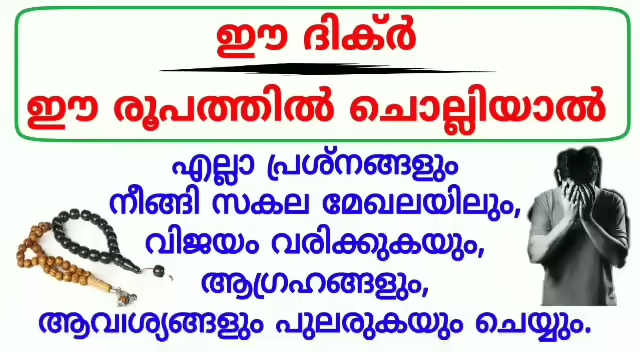 ഈ ദിക്ർ
ഈ രൂപത്തിൽ ചൊല്ലിയാൽ
എല്ലാ പ്രശ്നങ്ങളും
നീങ്ങി സകല മേഖലയിലും,
വിജയം വരിക്കുകയും,
ആഗ്രഹങ്ങളും,
ആവശ്യങ്ങളും പുലരുകയും ചെയ്യും.